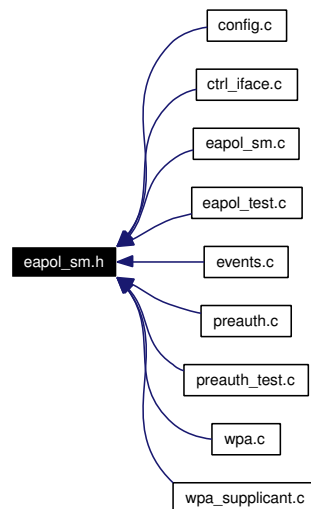 config.c
ctrl_iface.c
eapol_sm.c
eapol_test.c
eapol_sm.h
events.c
preauth.c
preauth_test.c
wpa.c
wpa_supplicant.c